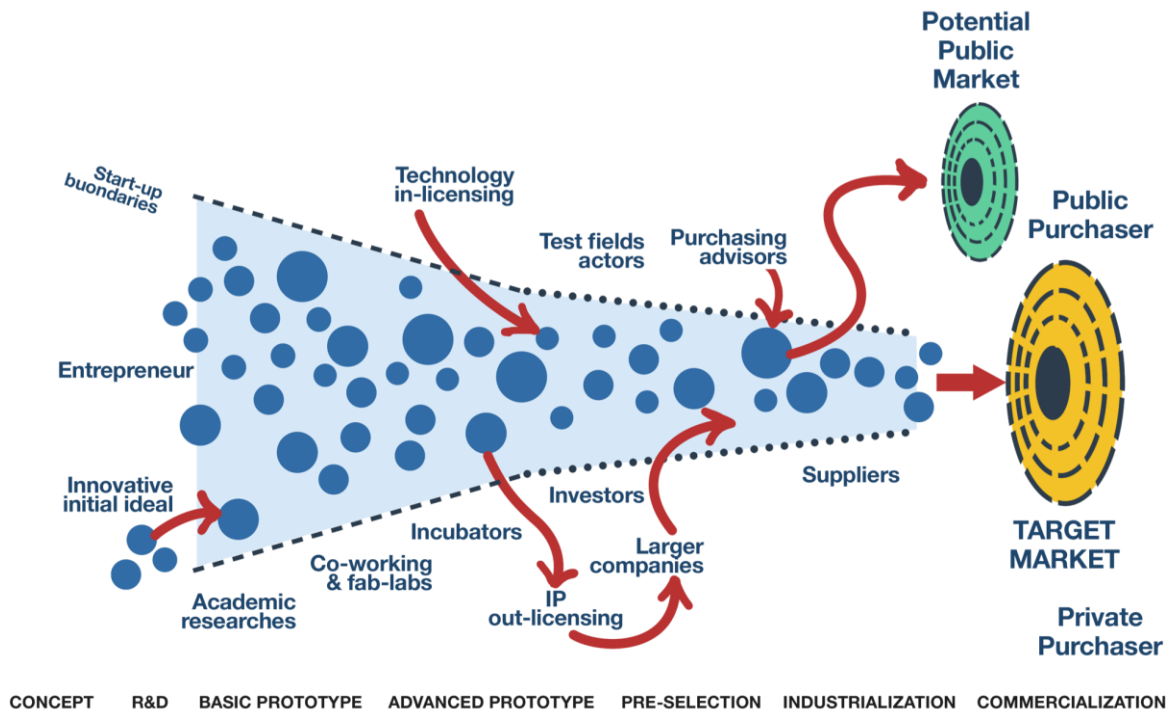 Potential
Public
Market
Start-up
buondaries
Technology
in-licensing
Test fields
actors
Purchasing
advisors
Public
Purchaser
Entrepreneur
Innovative
initial ideal
Investors
Suppliers
Incubators
Larger
companies
TARGET
MARKET
Co-working
& fab-labs
Academic
researches
IP
out-licensing
Private
Purchaser
CONCEPT R&D BASIC PROTOTYPE ADVANCED PROTOTYPE PRE-SELECTION INDUSTRIALIZATION COMMERCIALIZATION